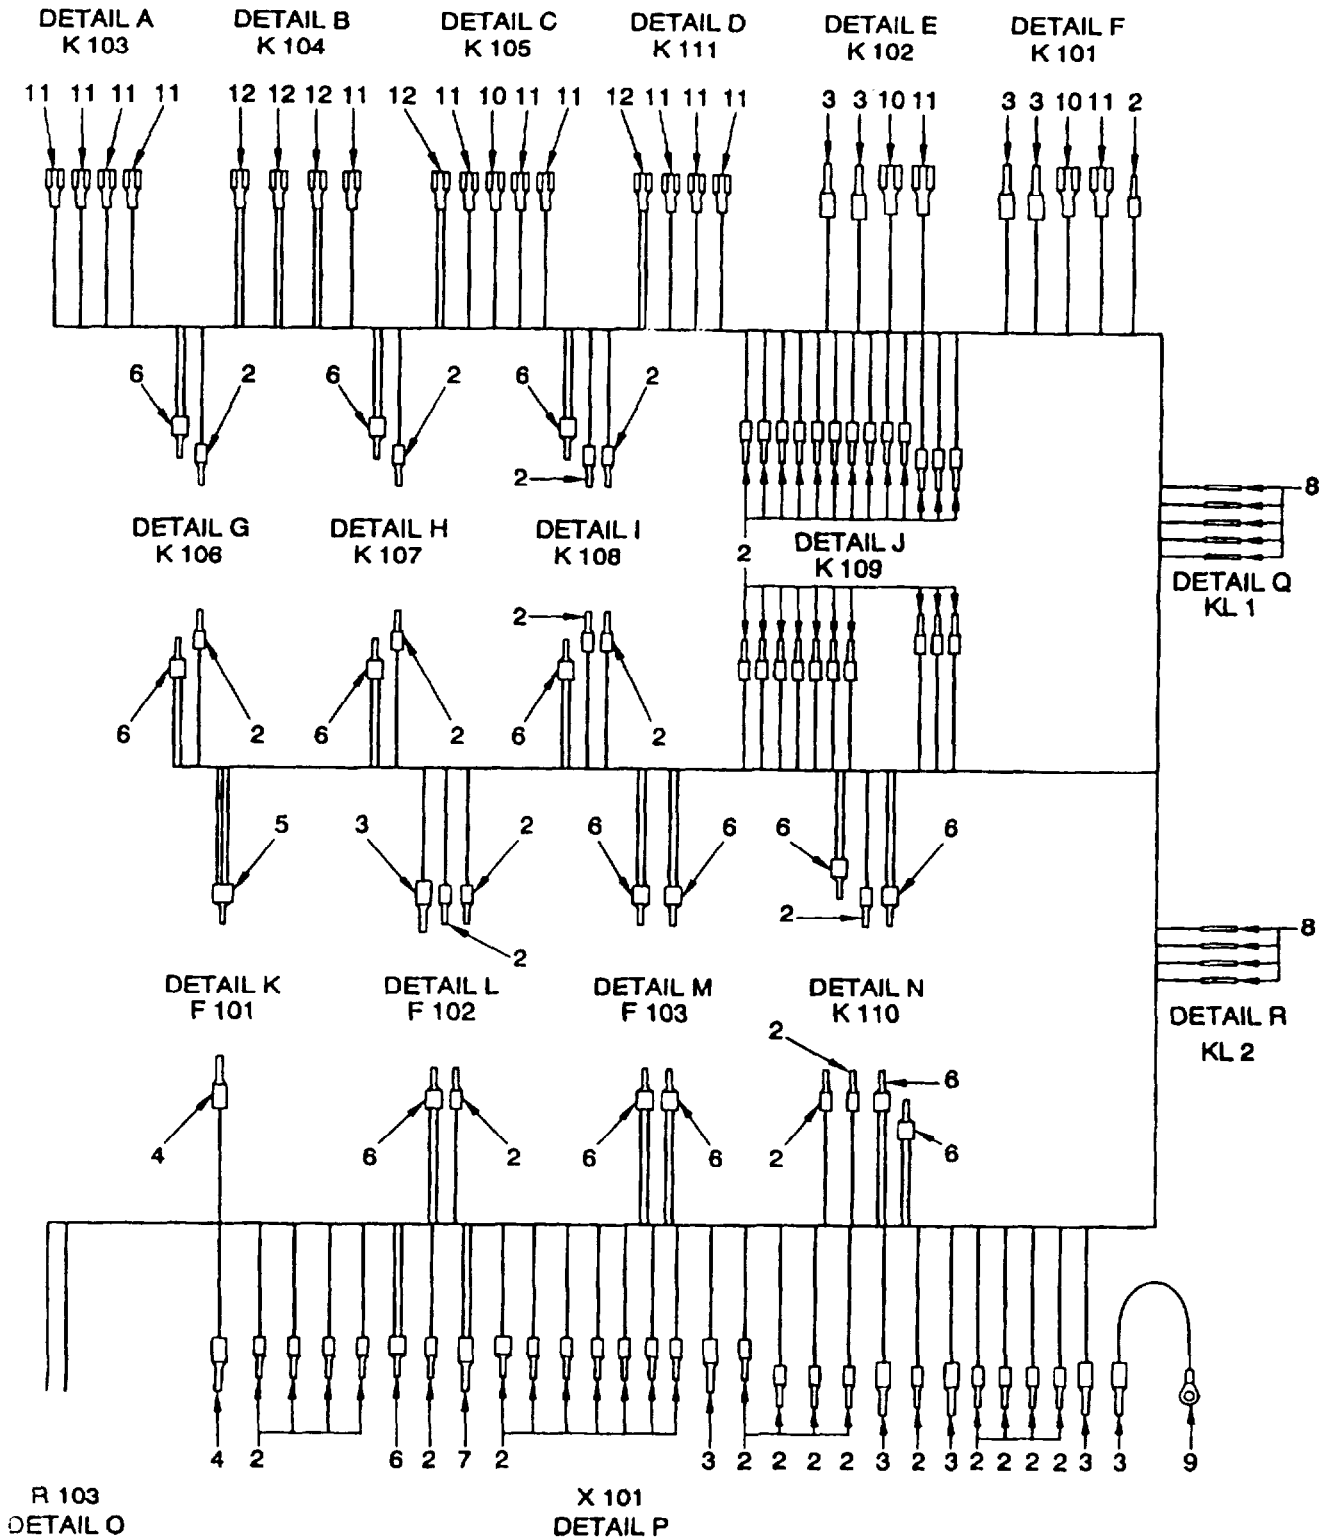 DETAIL A DETAIL B DETAIL C DETAIL D DETAIL E DETAIL F
K 103 K 104 K 105 K 111 K 102 K 101
11 11 11 11 12 12 12 11 12 11 10 11 11 12 11 11 11 3 3 10 11 3 3 10 11 2
6 2 6 2 6 2
2 8
DETAIL G DETAIL H DETAIL I DETAIL J
K 106 K 107 K 108 2 K 109
DETAIL Q
KL 1
2
6 2 6 2 6 2
5 3 2 6 6 6 6
2 2 8
DETAIL K DETAIL L DETAIL M DETAIL N
F 101 F 102 F 103 K 110
DETAIL R
KL 2
2 6
4 6 2 6 6 2 6
4 2 6 2 7 2 3 2 2 2 2 3 2 3 2 2 2 2 3 3 9
R 103 X 101
DETAIL O DETAIL P